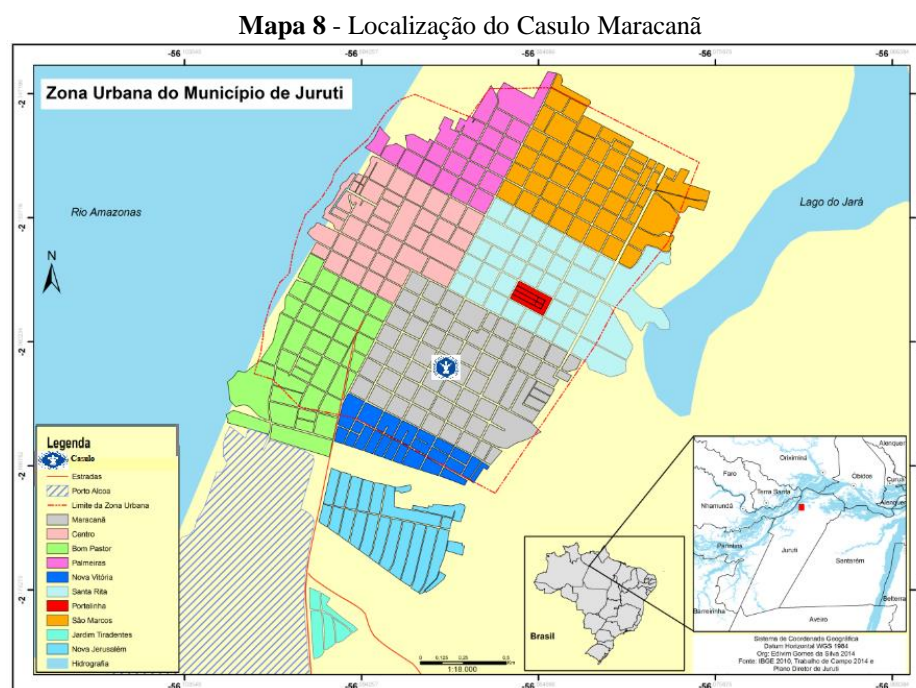 Mapa 8 - Localização do Casulo Maracanã
Zona Urbana do Município de Juruti
Rio Amazonas
Lago do Jará
N
Legenda
Casulo
Estradas
Porto Alcoa
Limite da Zona Urbana
Maracanã
Centro
Bom Pastor
Palmeiras
Nova Vitória
Santa Rita
Portelinha
São Marcos
Jardim Tiradentes
Nova Jerusalém
Hidrografia
1:18.000
Brasil
Alenquer
Oriximiná
Faro
Óbidos
Curuá
Terra Santa
Alenquer
Nhamundá
Parintins
Juruti
Santarém
Barreirinha
Belterra
Aveiro
Sistema de Coordenada Geográfica
Datum Horizontal WGS 1984
Org: Edivim Gomes da Silva 2014
Fonte: IBGE 2010, Trabalho de Campo 2014 e
Plano Diretor de Juruti